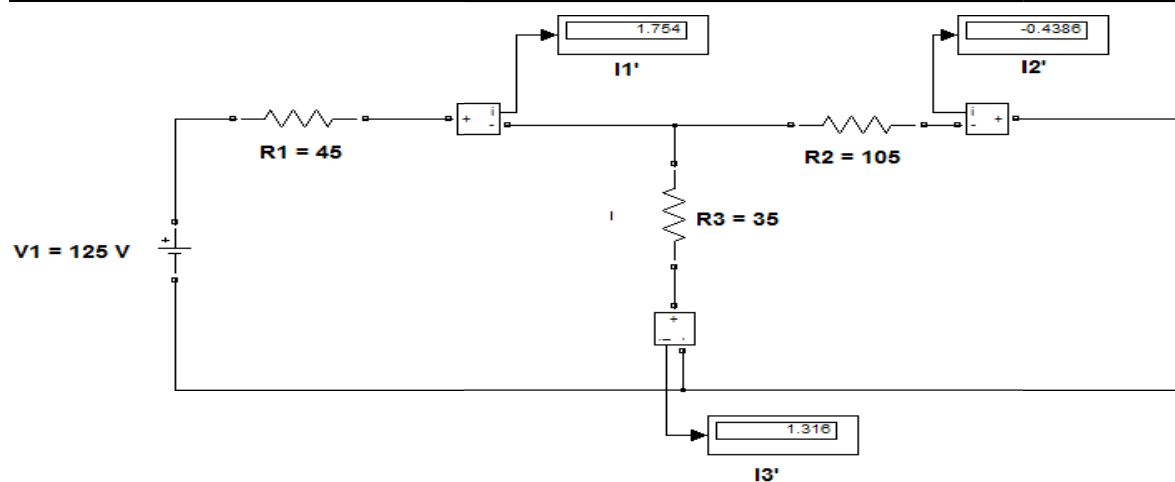 1.754
-0.4386
I1'
I2'
+
i
-
i
-
+
R1 = 45
R2 = 105
I
R3 = 35
+
V1 = 125 V
+
i
-
1.316
I3'